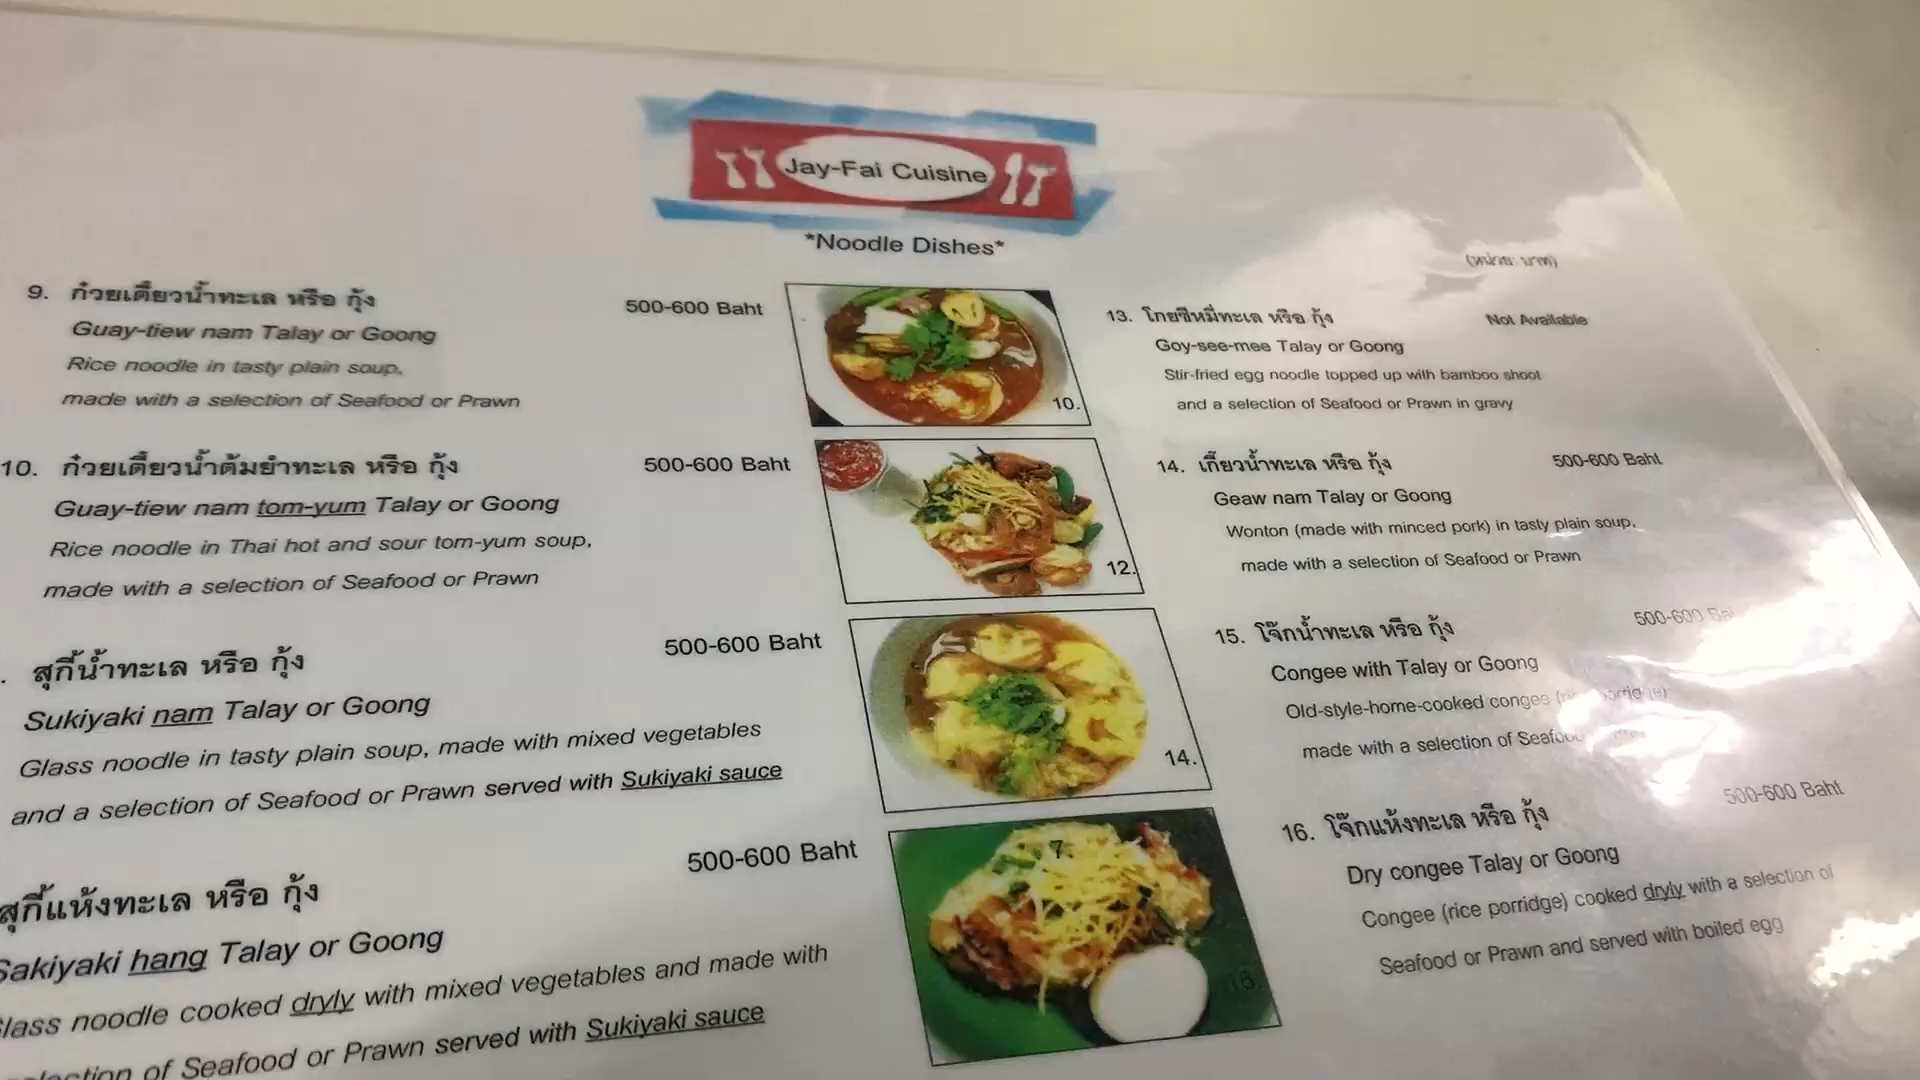 Jay-Fai Cuisine
*Noodle Dishes*
(หน่วย: บาท)
9. ก๋วยเตี๋ยวน้ำทะเล หรือ กุ้ง 500-600 Baht
Guay-tiew nam Talay or Goong
Rice noodle in tasty plain soup,
made with a selection of Seafood or Prawn
10. ก๋วยเตี๋ยวน้ำต้มยำทะเล หรือ กุ้ง 500-600 Baht
Guay-tiew nam tom-yum Talay or Goong
Rice noodle in Thai hot and sour tom-yum soup,
made with a selection of Seafood or Prawn
. สุกี้น้ำทะเล หรือ กุ้ง 500-600 Baht
Sukiyaki nam Talay or Goong
Glass noodle in tasty plain soup, made with mixed vegetables
and a selection of Seafood or Prawn served with Sukiyaki sauce
สุกี้แห้งทะเล หรือ กุ้ง 500-600 Baht
Sakiyaki hang Talay or Goong
noodle cooked dryly with mixed vegetables and made with
of Seafood or Prawn served with Sukiyaki sauce
10.
12.
14.
7.
16.
13. โกยซีหมี่ทะเล หรือ กุ้ง Not Available
Goy-see-mee Talay or Goong
Stir-fried egg noodle topped up with bamboo shoot
and a selection of Seafood or Prawn in gravy
14. เกี๊ยวน้ำทะเล หรือ กุ้ง 500-600 Baht
Geaw nam Talay or Goong
Wonton (made with minced pork) in tasty plain soup,
made with a selection of Seafood or Prawn
15. โจ๊กน้ำทะเล หรือ กุ้ง 500-600
Congee with Talay or Goong
Old-style-home-cooked congee
made with a selection of
16. โจ๊กแห้งทะเล หรือ กุ้ง 500-600 Baht
Dry congee Talay or Goong
Congee (rice porridge) cooked dryly with a selection of
Seafood or Prawn and served with boiled egg